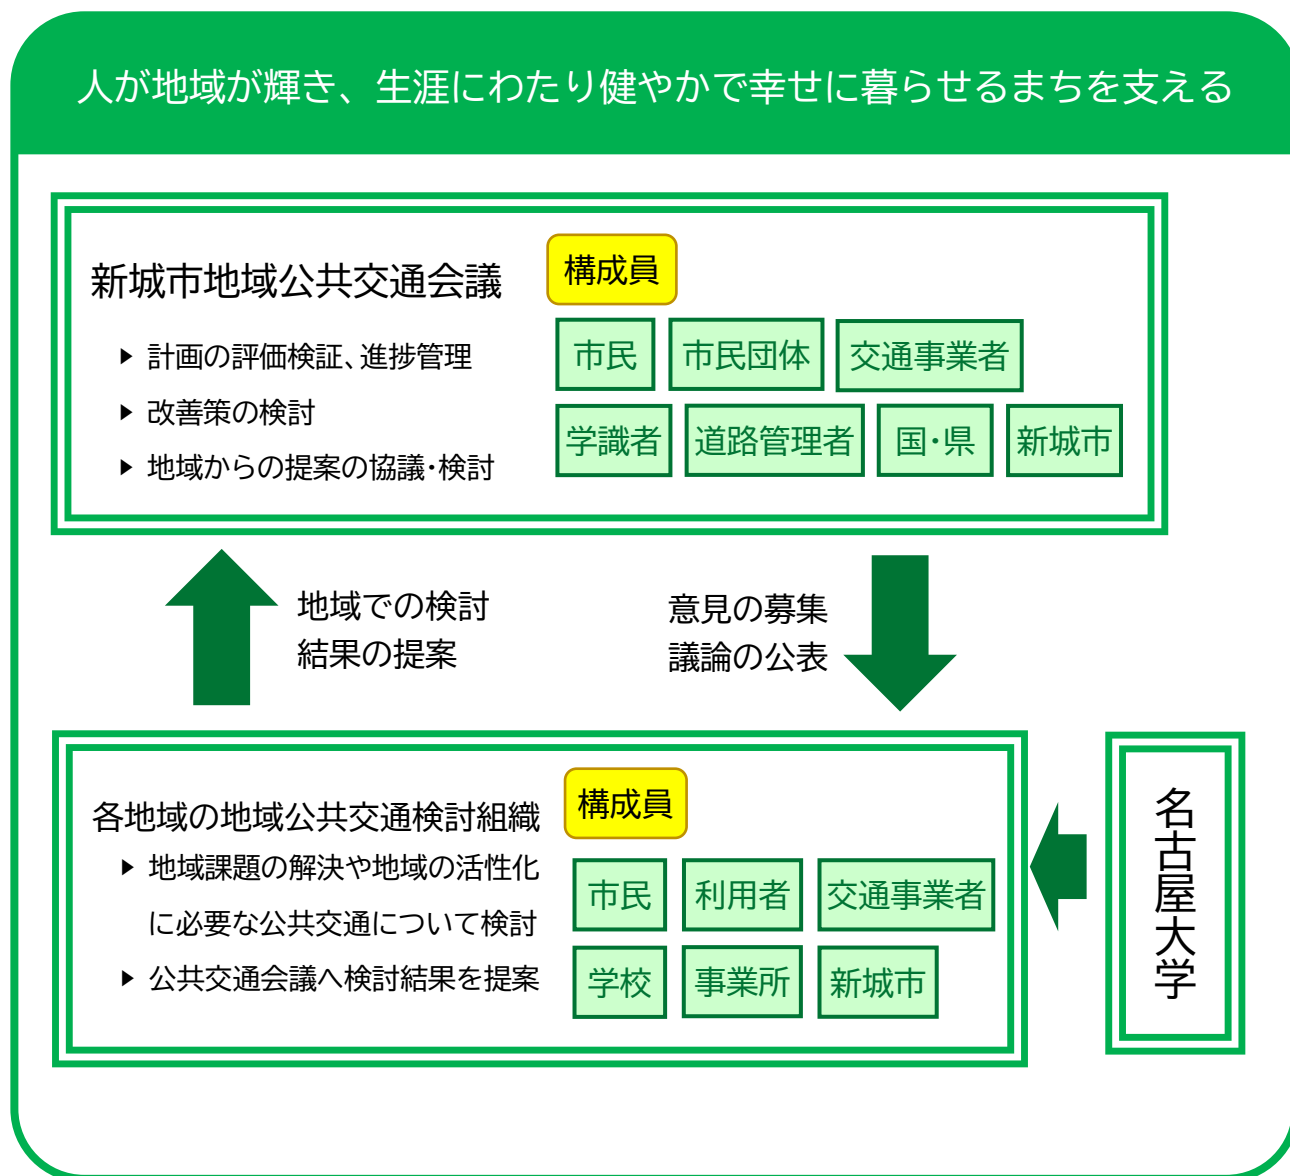 人が地域が輝き、生涯にわたり健やかで幸せに暮らせるまちを支える
新城市地域公共交通会議
▶ 計画の評価検証、進捗管理
▶ 改善策の検討
▶ 地域からの提案の協議・検討
構成員
市民 市民団体 交通事業者
学識者 道路管理者 国・県 新城市
地域での検討
結果の提案
意見の募集
議論の公表
各地域の地域公共交通検討組織
▶ 地域課題の解決や地域の活性化
に必要な公共交通について検討
▶ 公共交通会議へ検討結果を提案
構成員
市民 利用者 交通事業者
学校 事業所 新城市
名古屋大学